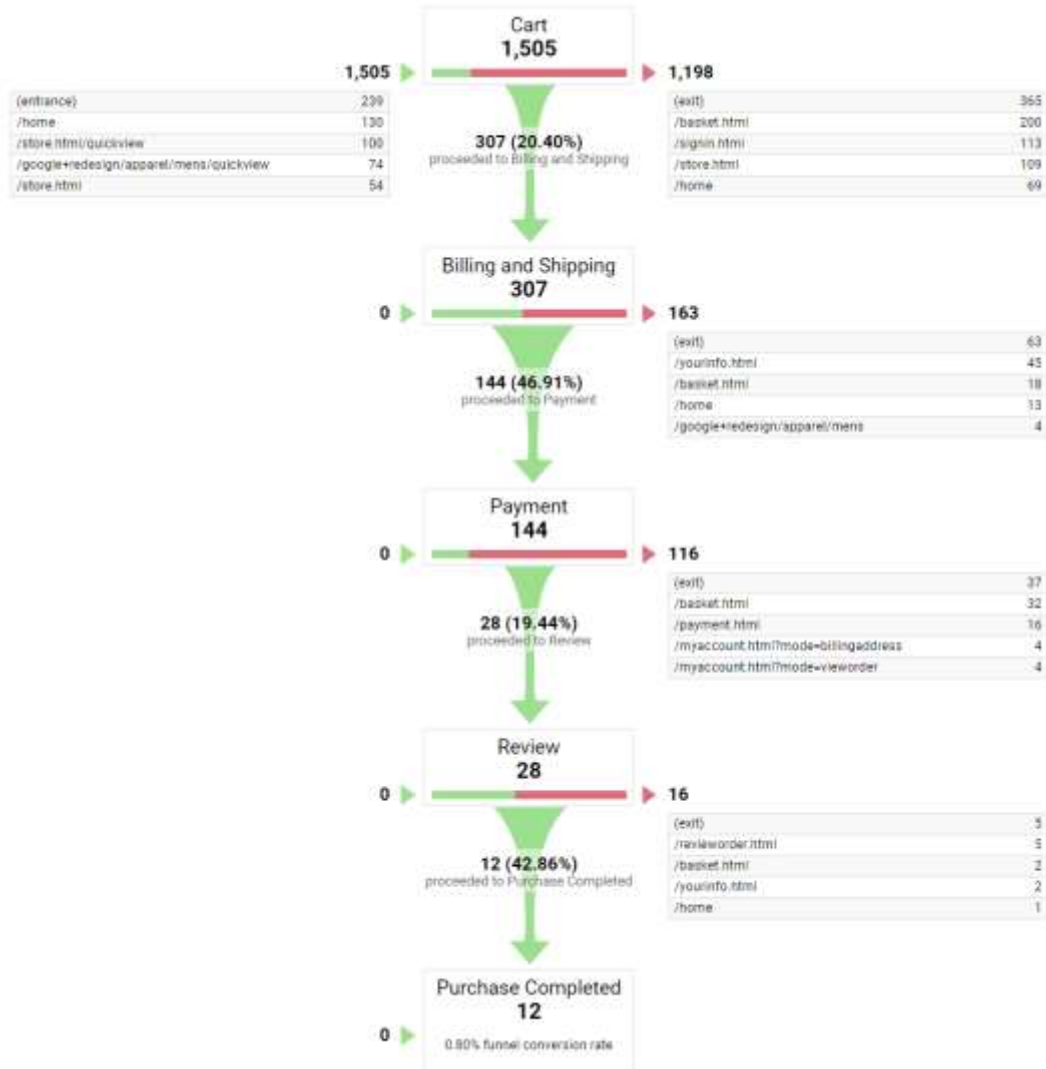 Cart
1,505
1,505
1,198
(entrance) 239
/home 130
/store.html/quickview 100
/google+redesign/apparel/mens/quickview 74
/store.html 54
(exit) 365
/basket.html 200
/signin.html 113
/store.html 109
/home 69
307 (20.40%)
proceeded to Billing and Shipping
Billing and Shipping
307
0
163
(exit) 63
/yourinfo.html 45
/basket.html 18
/home 13
/google+redesign/apparel/mens 4
144 (46.91%)
proceeded to Payment
Payment
144
0
116
(exit) 37
/basket.html 32
/payment.html 16
/myaccount.html?mode=billingaddress 4
/myaccount.html?mode=vieworder 4
28 (19.44%)
proceeded to Review
Review
28
0
16
(exit) 5
/revieworder.html 5
/basket.html 2
/yourinfo.html 2
/home 1
12 (42.86%)
proceeded to Purchase Completed
Purchase Completed
12
0
0.80% funnel conversion rate